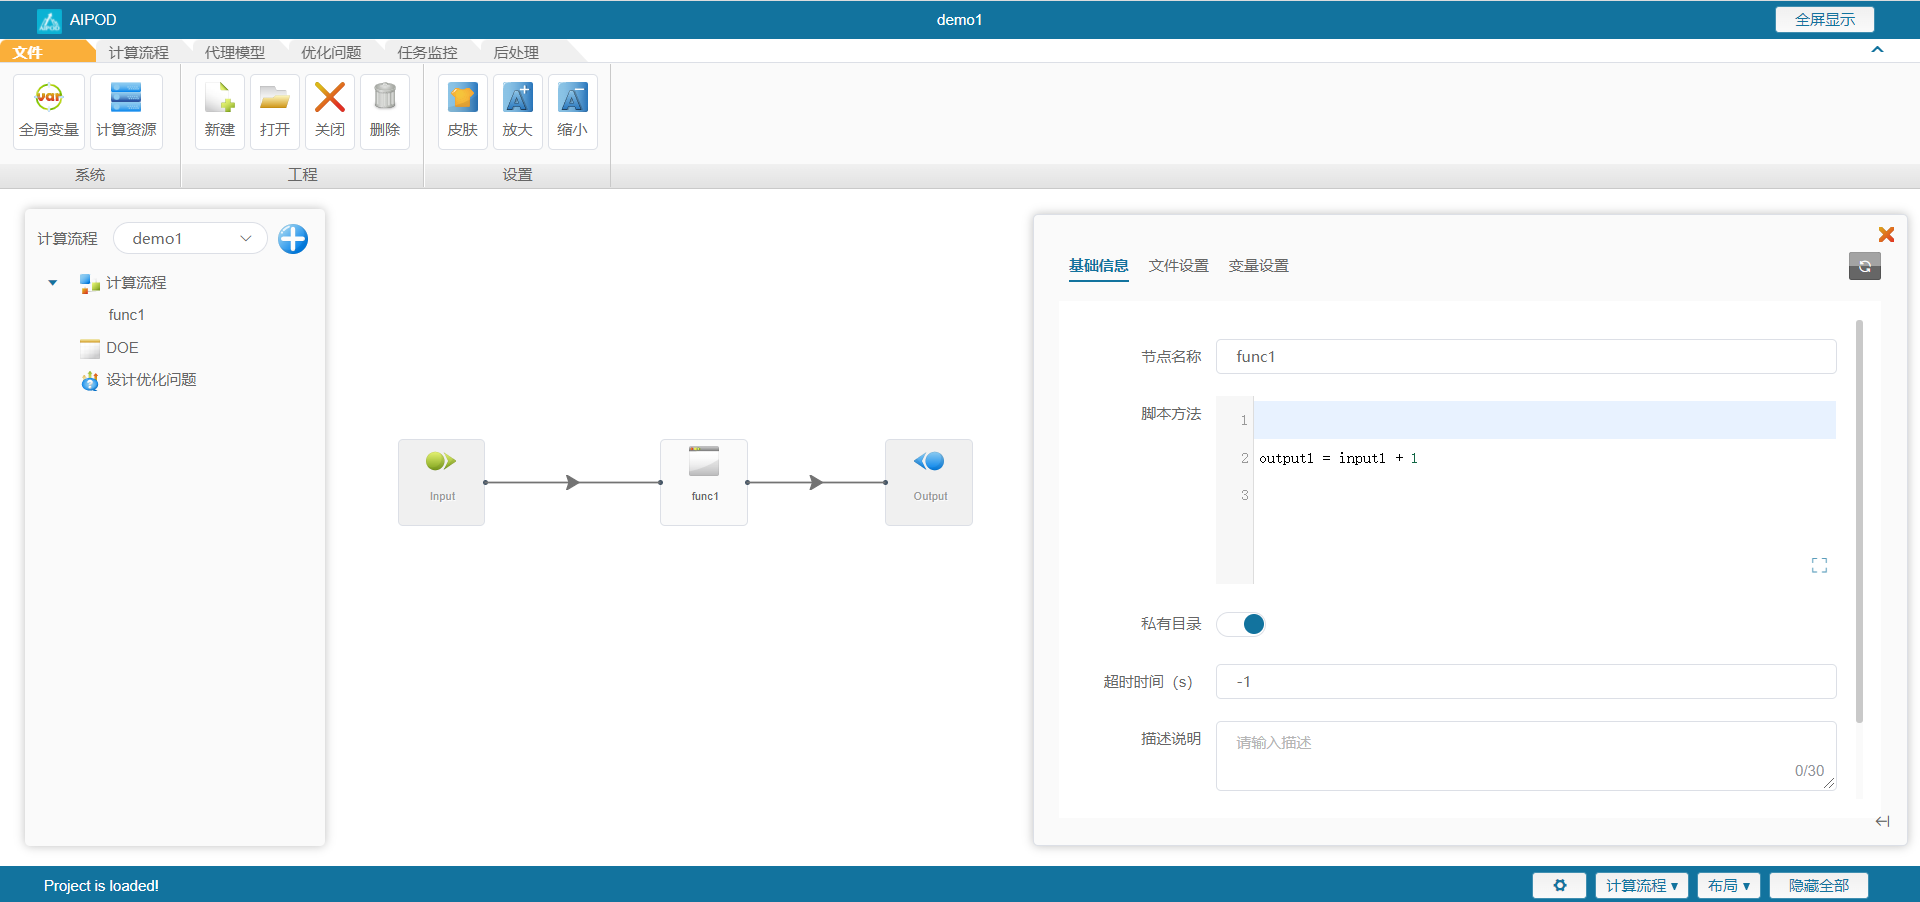 AIPOD
demo1
全屏显示
文件
计算流程
代理模型
优化问题
任务监控
后处理
全局变量
计算资源
新建
打开
关闭
删除
皮肤
放大
缩小
系统
工程
设置
计算流程
demo1
计算流程
func1
DOE
设计优化问题
Input
func1
Output
基础信息
文件设置
变量设置
节点名称
func1
脚本方法
1
2 output1 = input1 + 1
3
私有目录
超时时间 (s)
-1
描述说明
请输入描述
0/30
Project is loaded!
计算流程 ▾
布局 ▾
隐藏全部